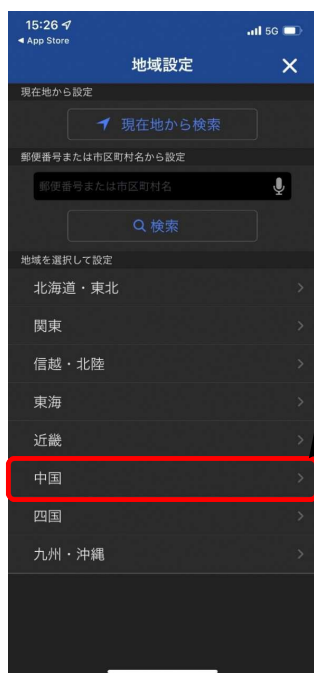 15:26
5G
◀ App Store
地域設定
現在地から設定
現在地から検索
郵便番号または市区町村名から設定
郵便番号または市区町村名
検索
地域を選択して設定
北海道・東北
関東
信越・北陸
東海
近畿
中国
四国
九州・沖縄